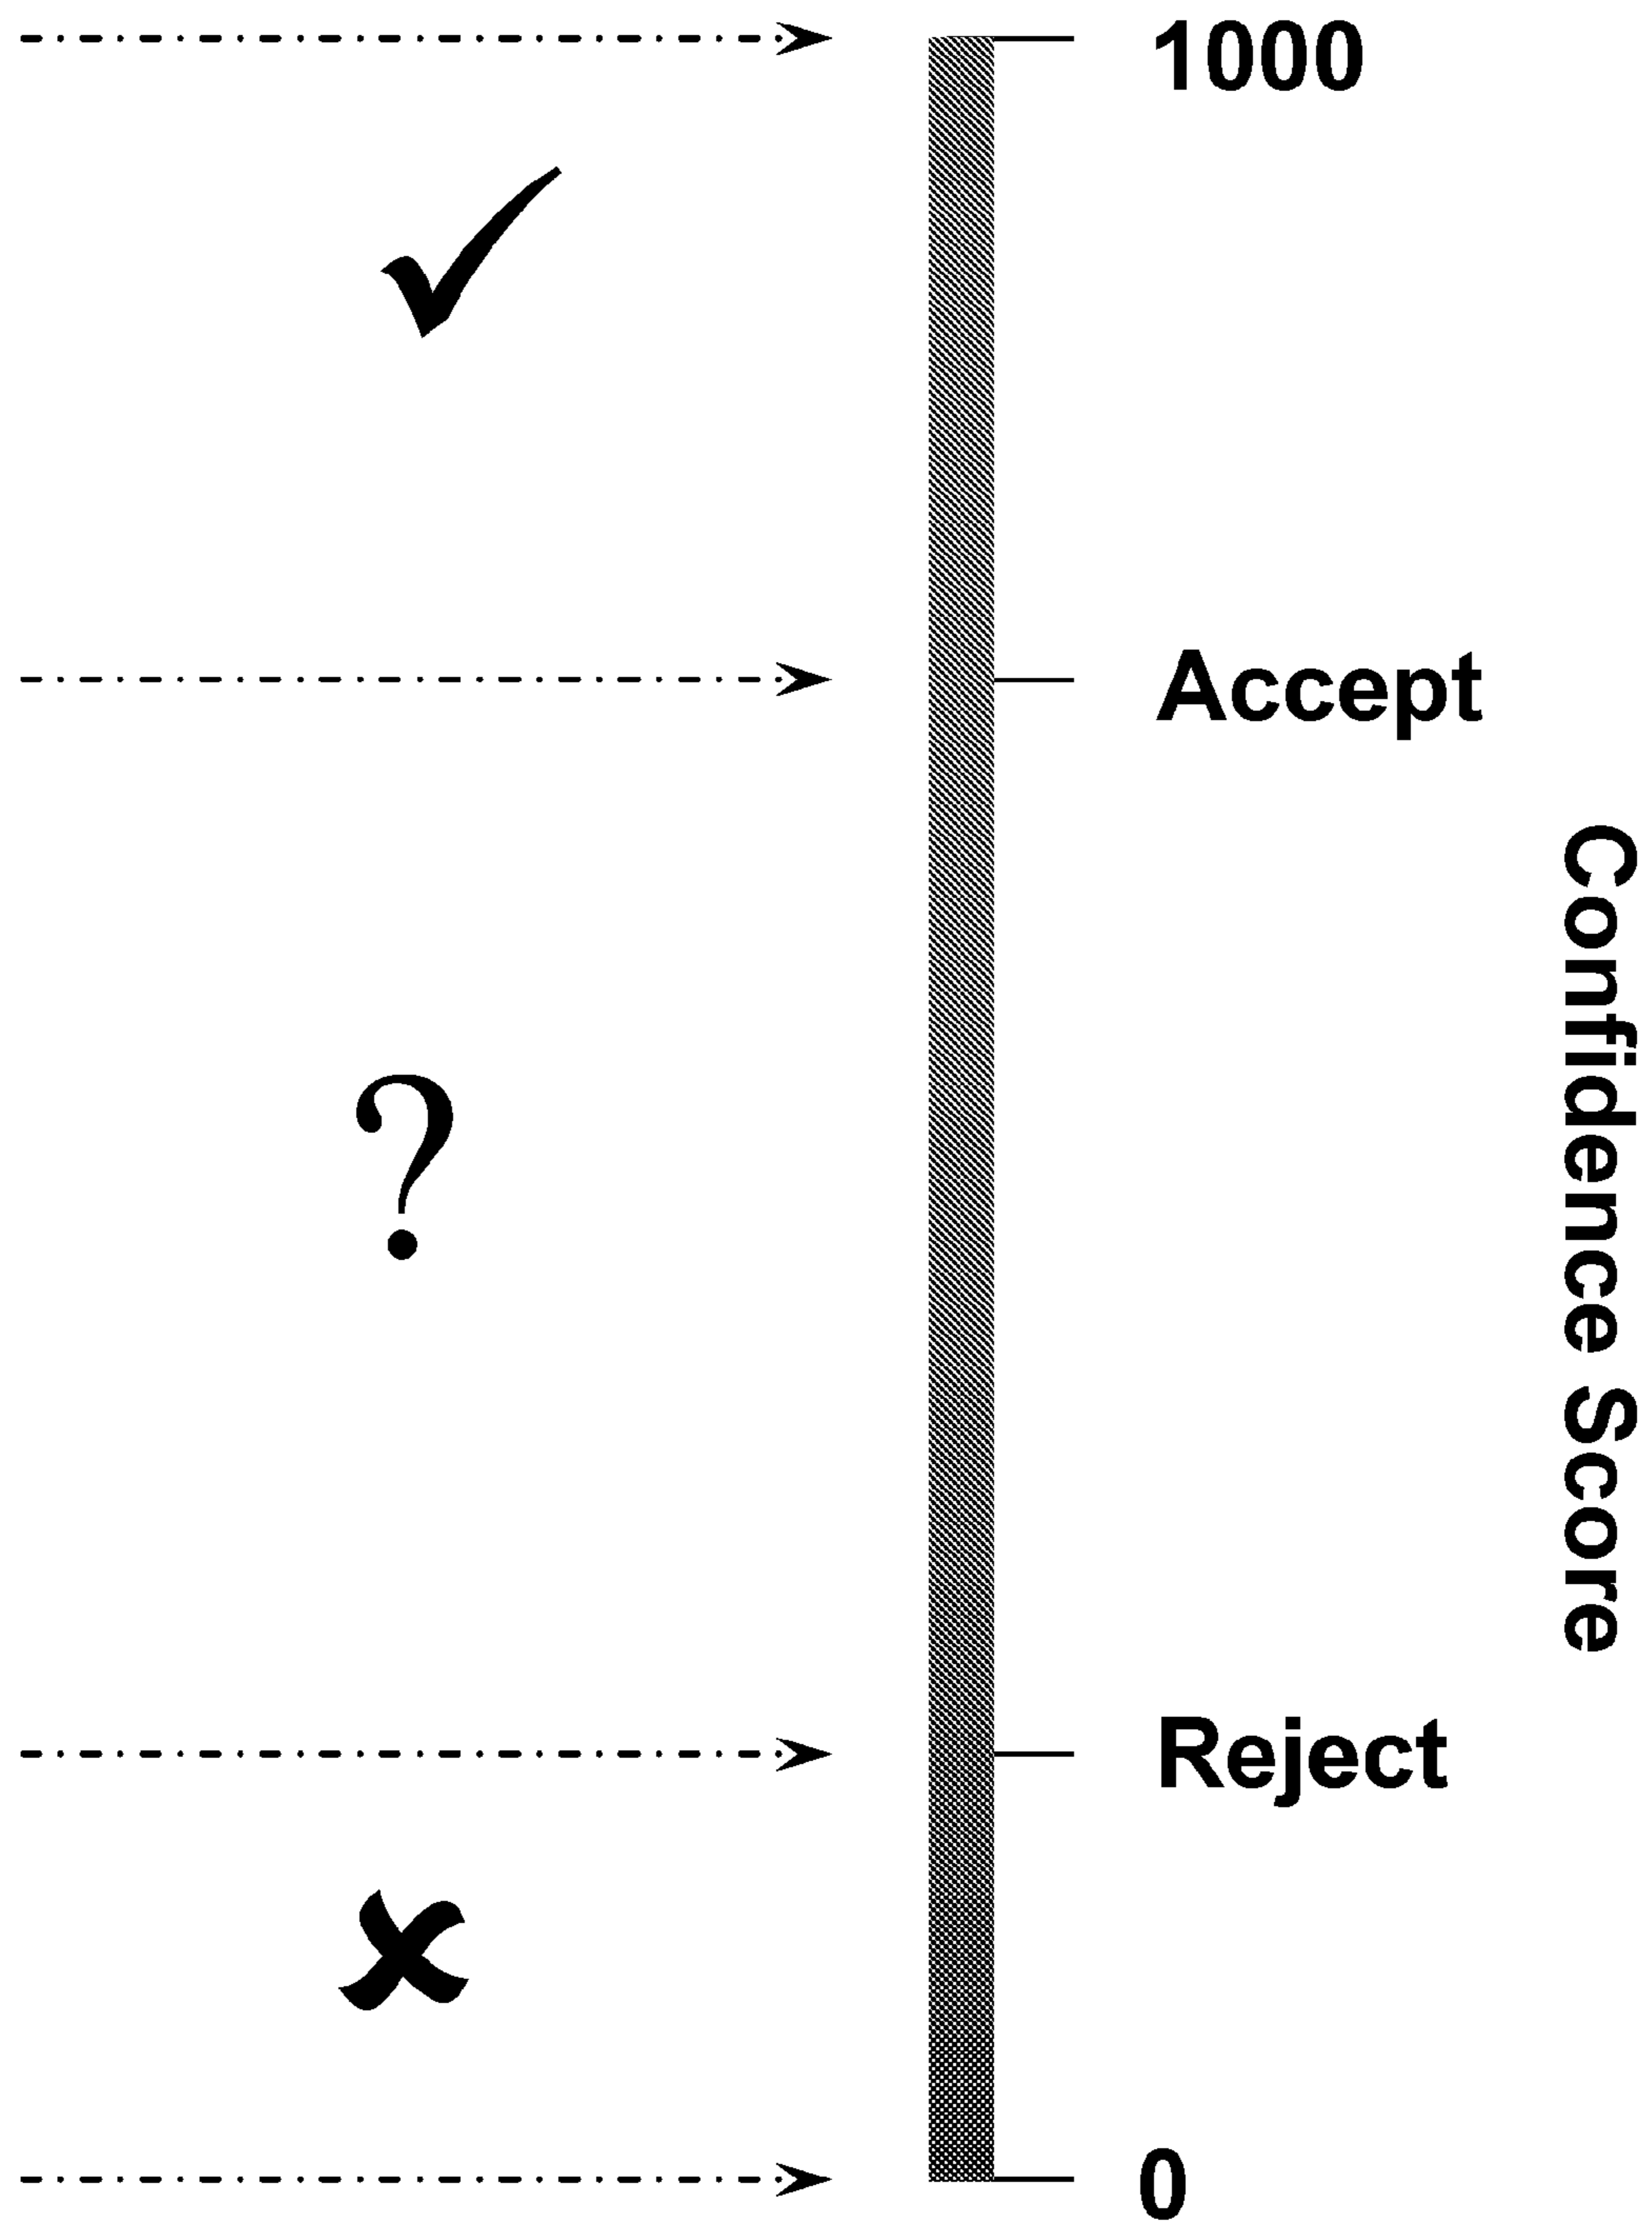 1000
✓
Accept
?
Confidence Score
Reject
✘
0